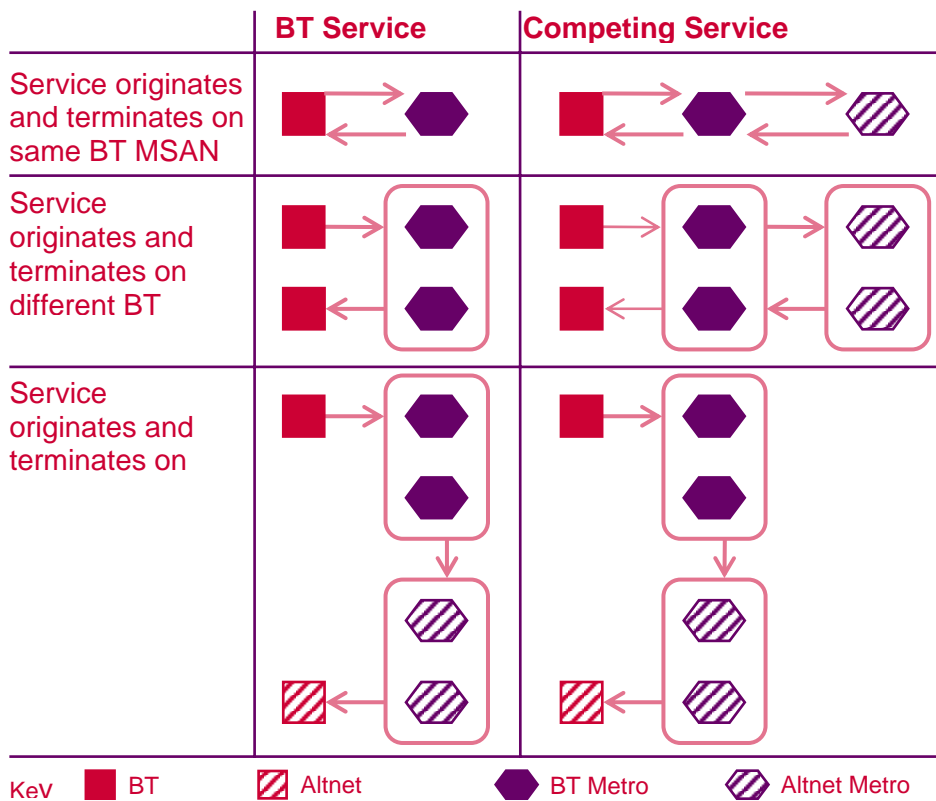 BT Service
Competing Service
Service originates
and terminates on
same BT MSAN
Service
originates and
terminates on
different BT
Service
originates and
terminates on
Key
BT
Altnet
BT Metro
Altnet Metro